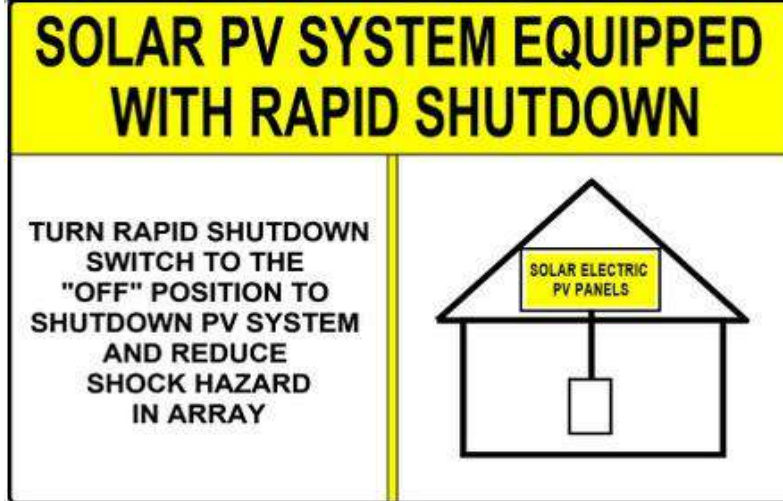 SOLAR PV SYSTEM EQUIPPED
WITH RAPID SHUTDOWN
TURN RAPID SHUTDOWN
SWITCH TO THE
"OFF" POSITION TO
SHUTDOWN PV SYSTEM
AND REDUCE
SHOCK HAZARD
IN ARRAY
SOLAR ELECTRIC
PV PANELS